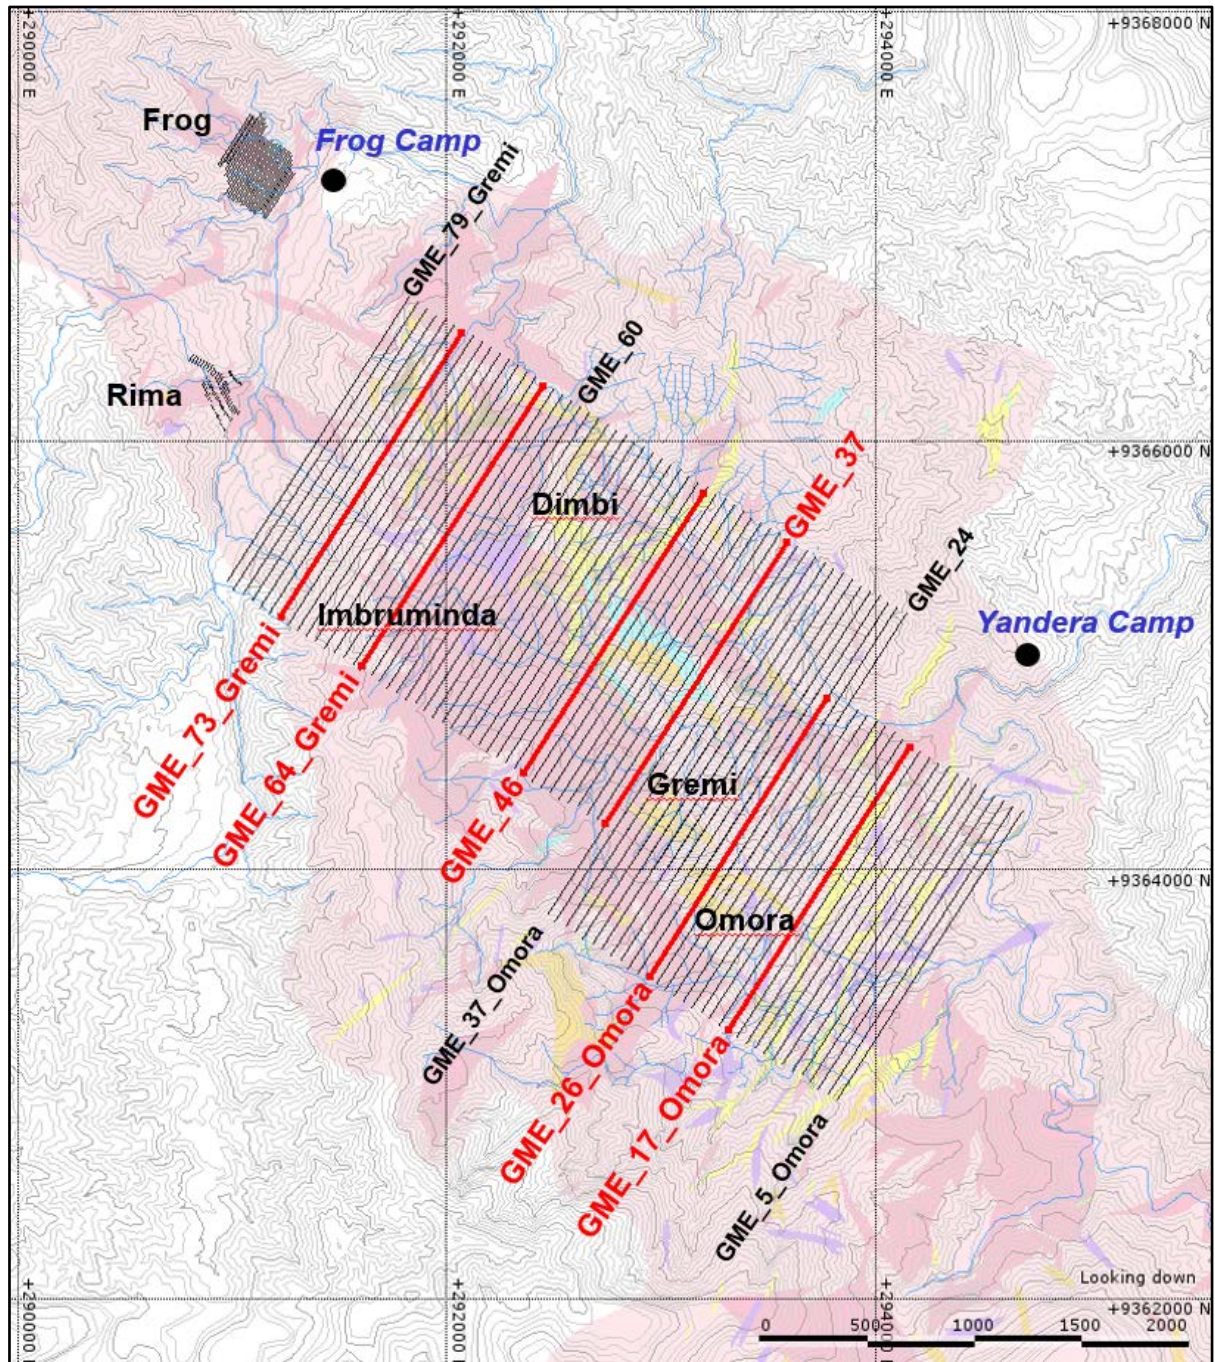 +290000 E
+292000 E
+294000 E
+9368000 N
Frog
Frog Camp
GME_79_Gremi
Rima
GME_60
+9366000 N
GME_37
Dimbi
GME_24
Imbruminda
Yandera Camp
GME_73_Gremi
GME_64_Gremi
GME_46
Gremi
+9364000 N
Omora
GME_37_Omora
GME_26_Omora
GME_17_Omora
GME_5_Omora
Looking down
+9362000 N
+290000 E
+292000 E
+294000
0 500 1000 1500 2000